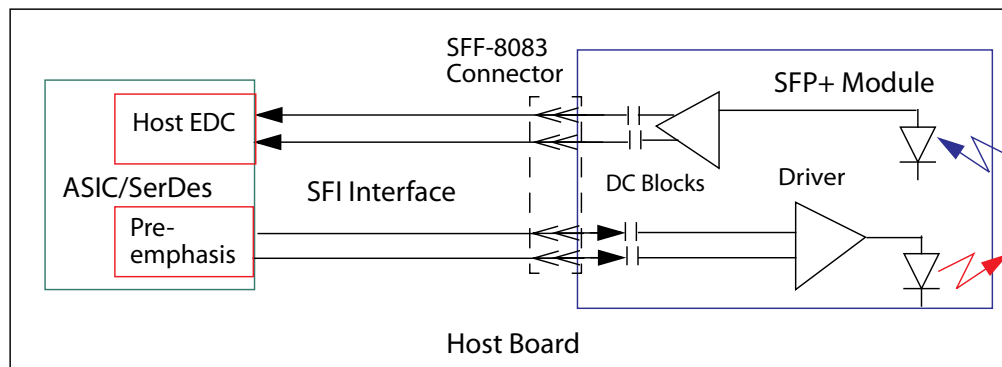 SFF-8083
Connector
SFP+ Module
Host EDC
ASIC/SerDes
SFI Interface
DC Blocks
Driver
Pre-
emphasis
Host Board